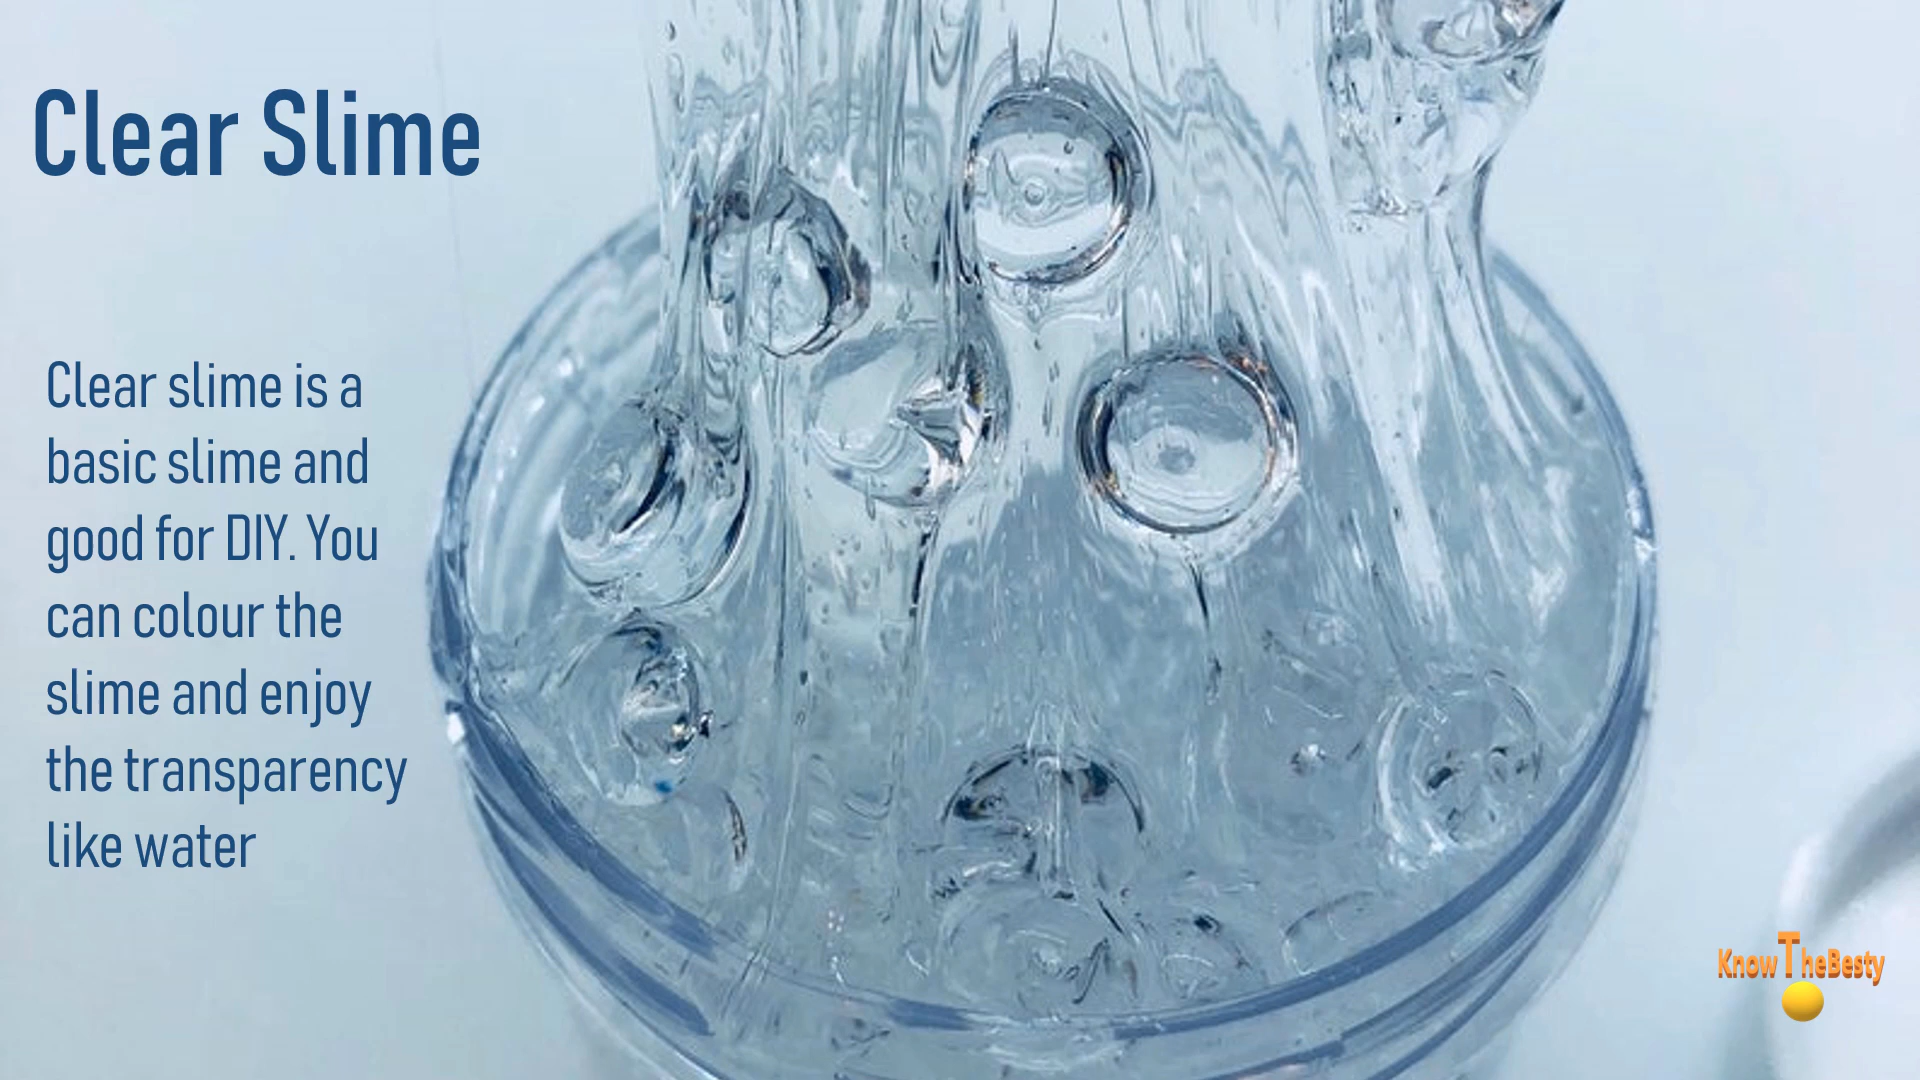 Clear Slime
Clear slime is a
basic slime and
good for DIY. You
can colour the
slime and enjoy
the transparency
like water
KnowTheBesty